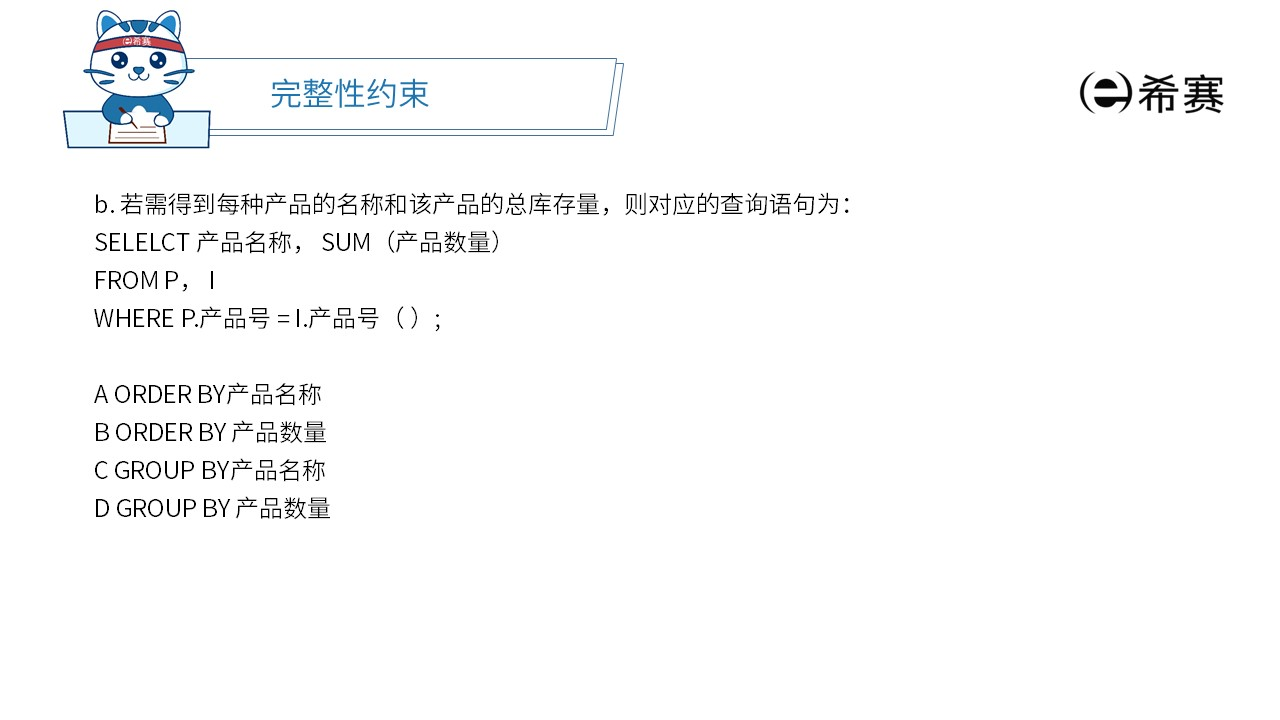 完整性约束
(e)希赛
(e)希赛
b. 若需得到每种产品的名称和该产品的总库存量，则对应的查询语句为：
SELELCT 产品名称， SUM（产品数量）
FROM P， I
WHERE P.产品号 = I.产品号（ ）;
A ORDER BY产品名称
B ORDER BY 产品数量
C GROUP BY产品名称
D GROUP BY 产品数量